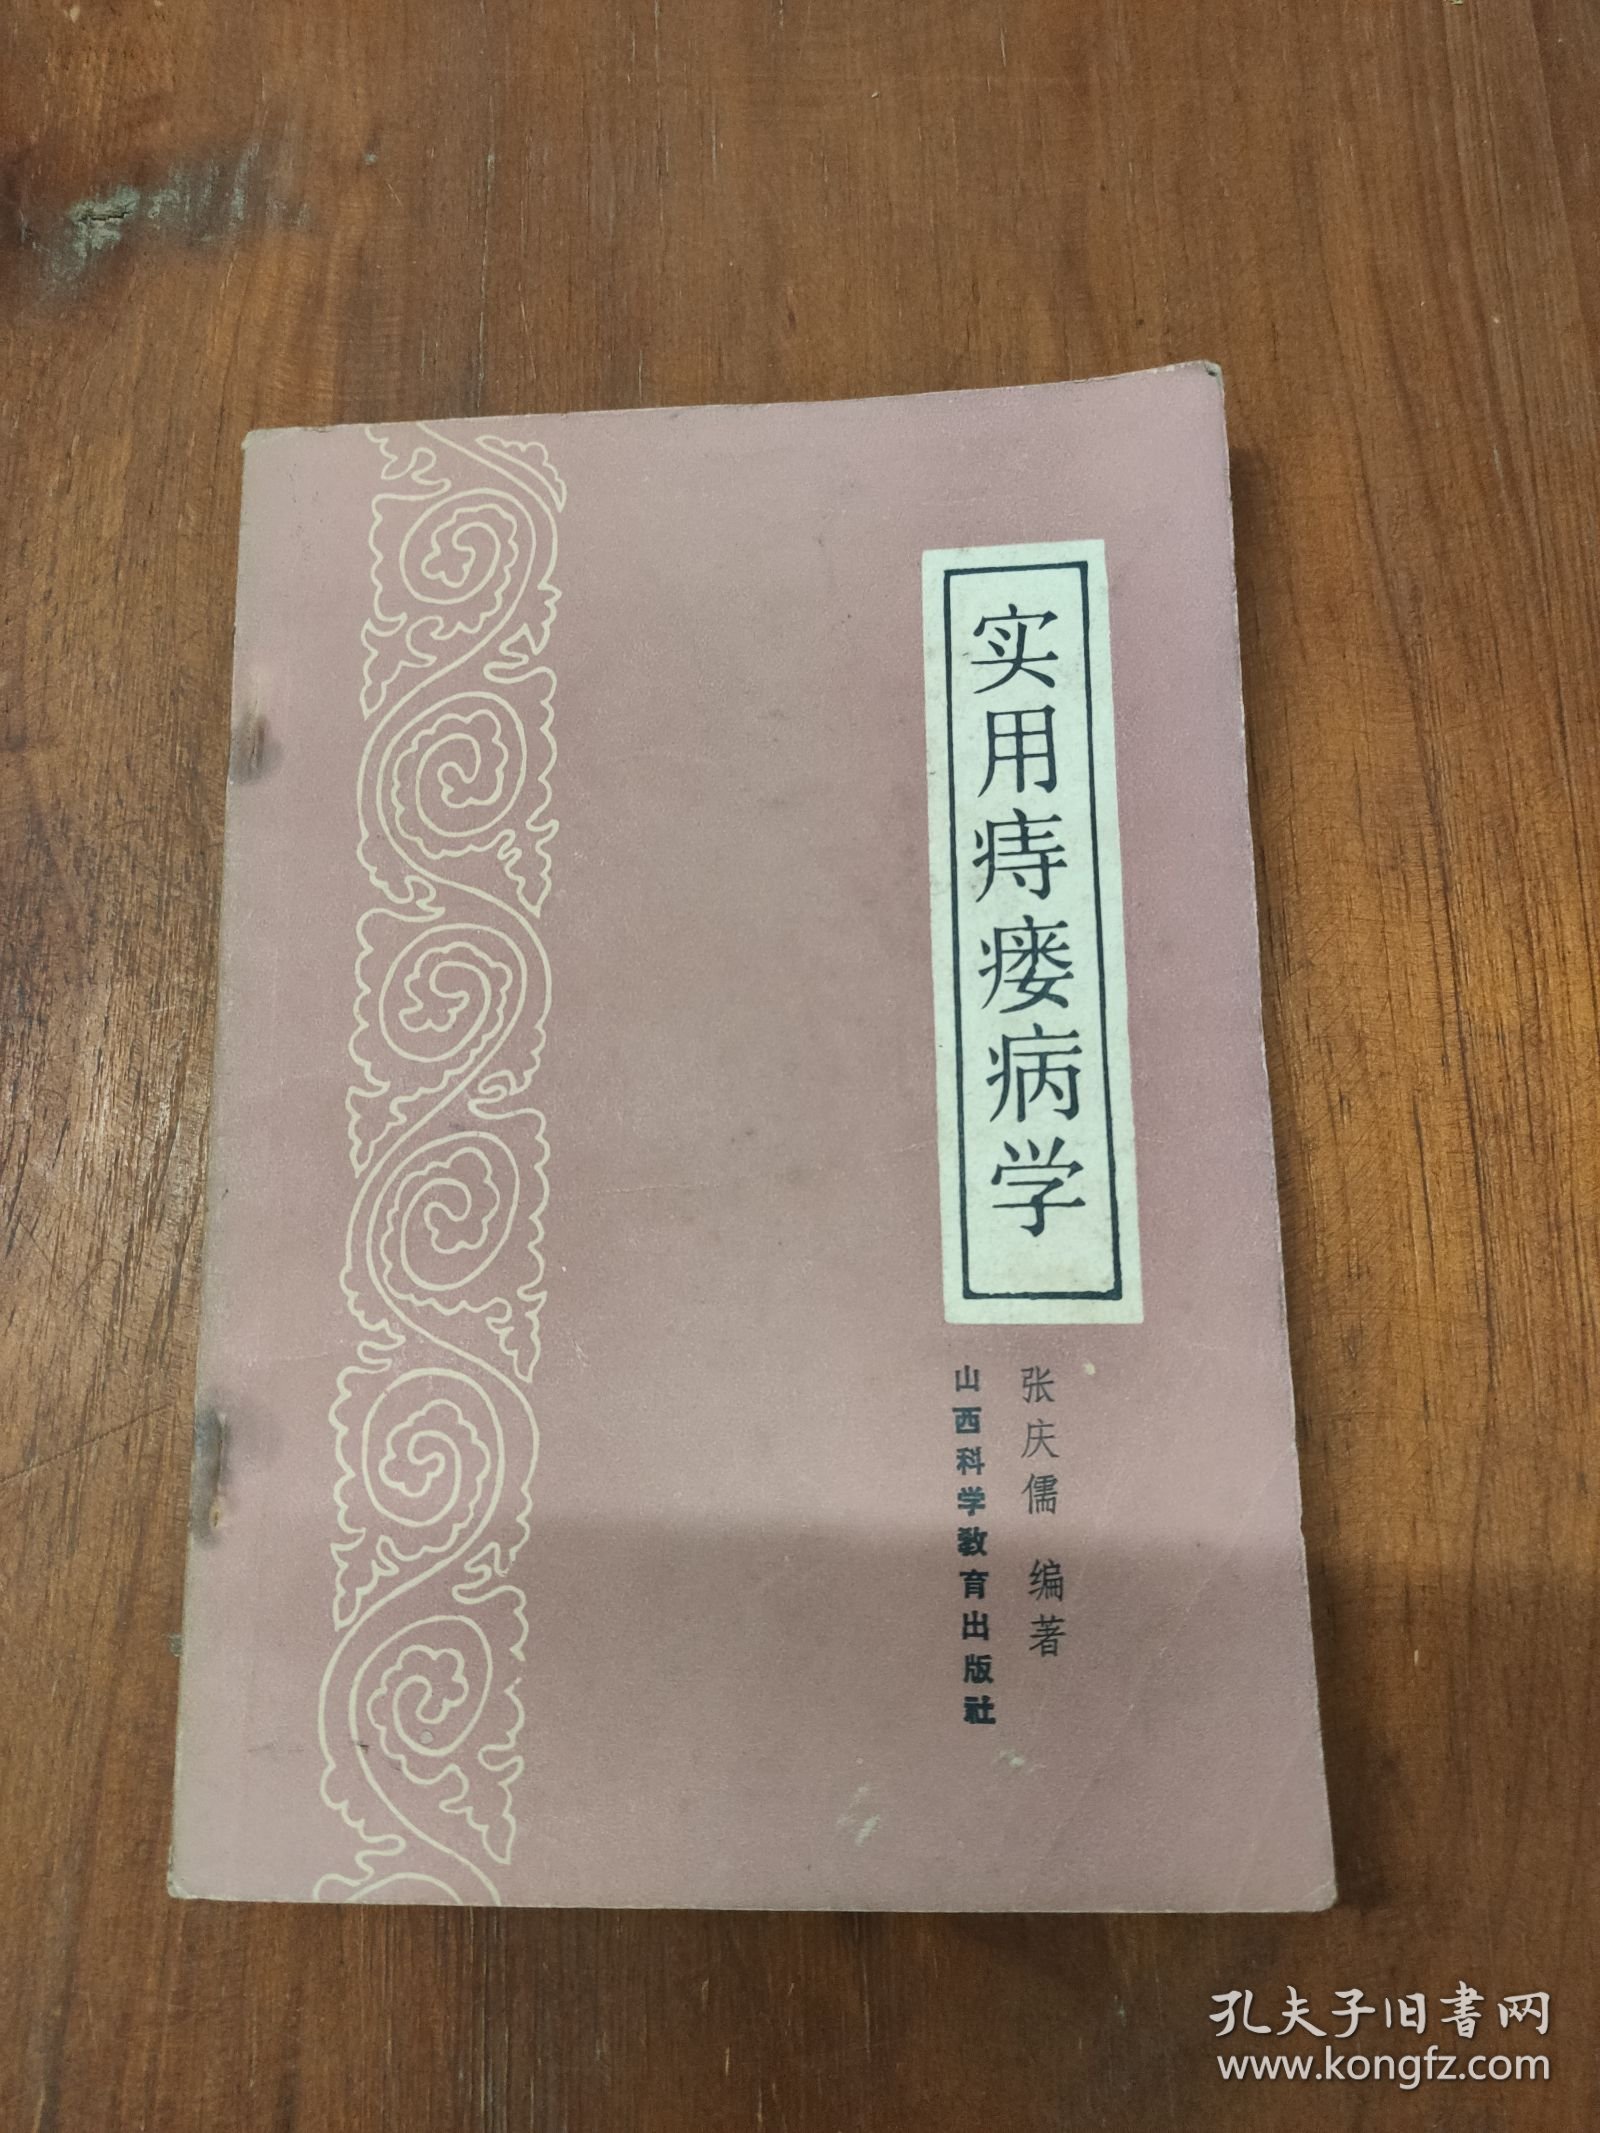 实用痔瘘病学
张庆儒 编著
山西科学教育出版社
孔夫子旧书网
www.kongfz.com